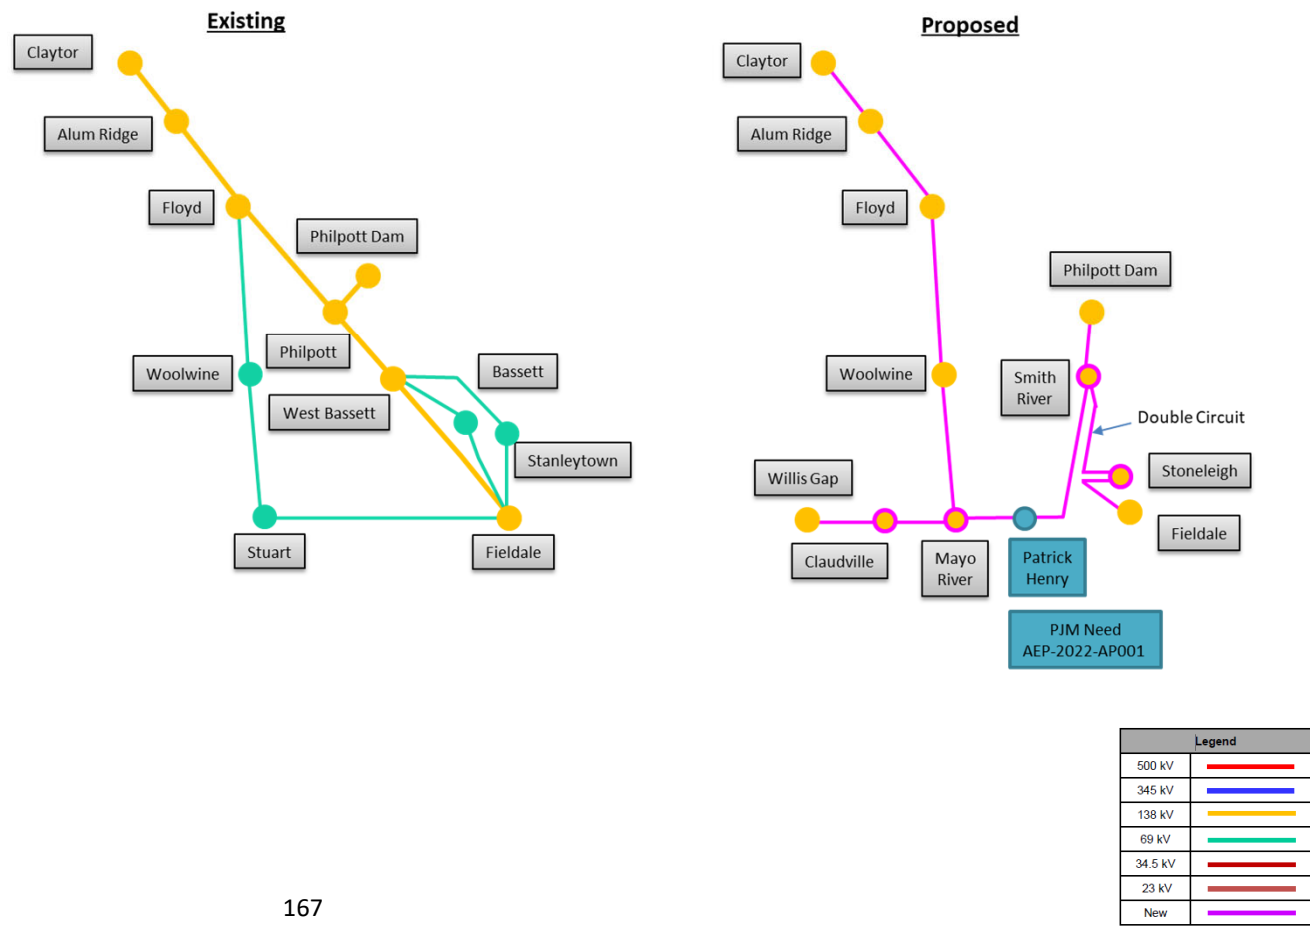 Existing
Claytor
Alum Ridge
Floyd
Philpott Dam
Philpott
Woolwine
Bassett
West Bassett
Stanleytown
Stuart
Fieldale
Proposed
Claytor
Alum Ridge
Floyd
Philpott Dam
Woolwine
Smith
River
Double Circuit
Stoneleigh
Willis Gap
Fieldale
Claudville
Mayo
River
Patrick
Henry
PJM Need
AEP-2022-AP001
Legend
500 kV
345 kV
138 kV
69 kV
34.5 kV
23 kV
New
167